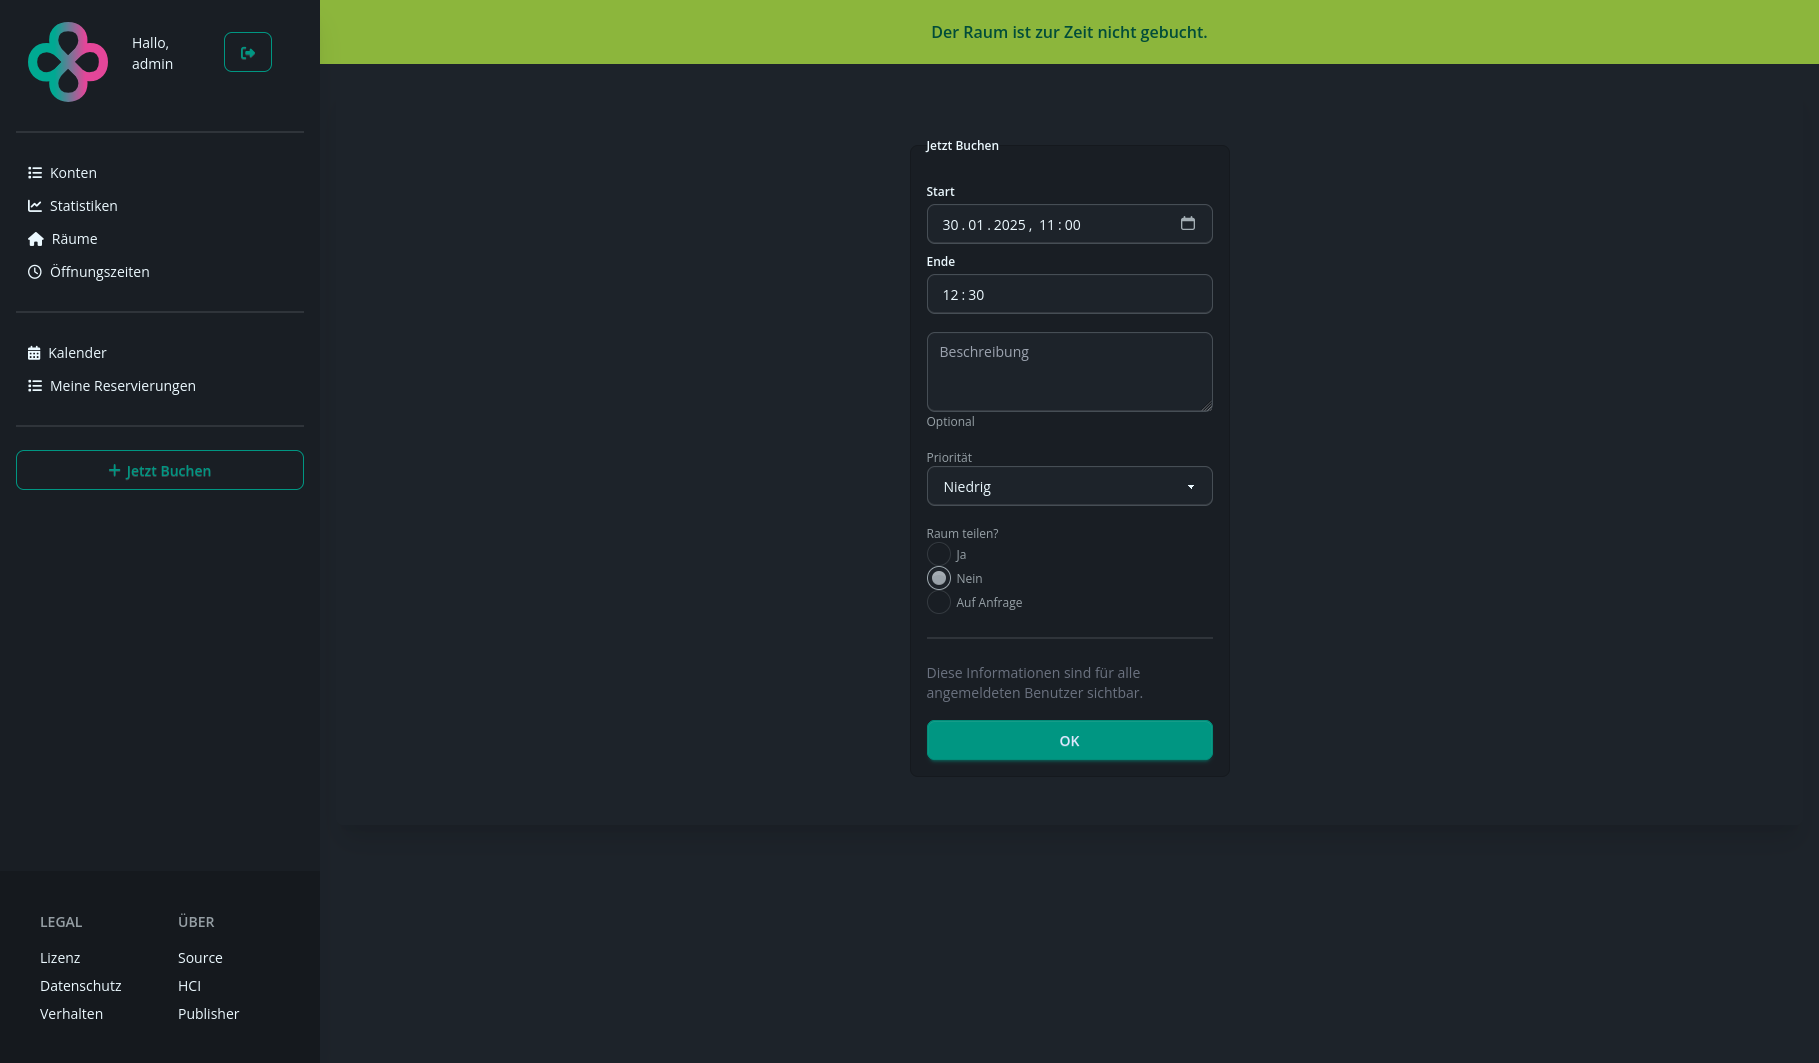 Hallo,
admin
Konten
Statistiken
Räume
Öffnungszeiten
Kalender
Meine Reservierungen
Jetzt Buchen
LEGAL
Lizenz
Datenschutz
Verhalten
ÜBER
Source
HCI
Publisher
Der Raum ist zur Zeit nicht gebucht.
Jetzt Buchen
Start
30.01.2025, 11:00
Ende
12:30
Beschreibung
Optional
Priorität
Niedrig
Raum teilen?
Ja
Nein
Auf Anfrage
Diese Informationen sind für alle
angemeldeten Benutzer sichtbar.
OK